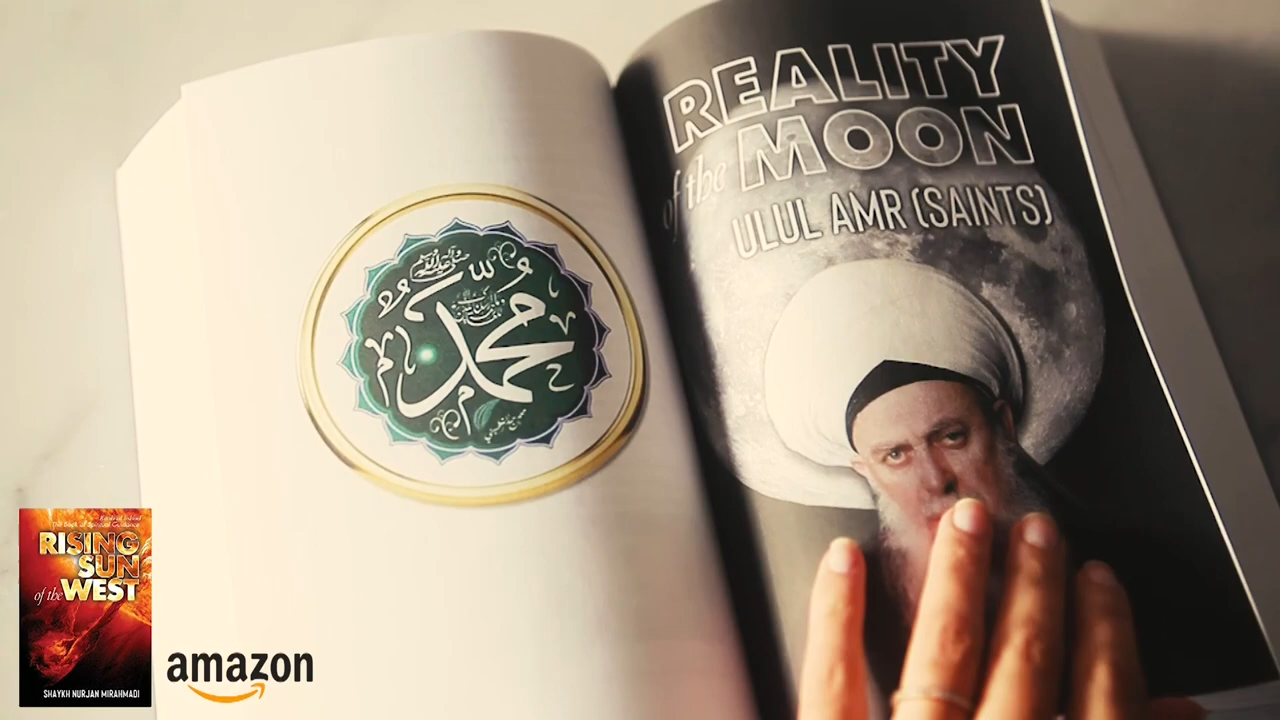 محمد
REALITY
of the MOON
ULUL AMR (SAINTS)
RISING
SUN
of the WEST
SHAYKH NURJAN MIRAHMADI
amazon